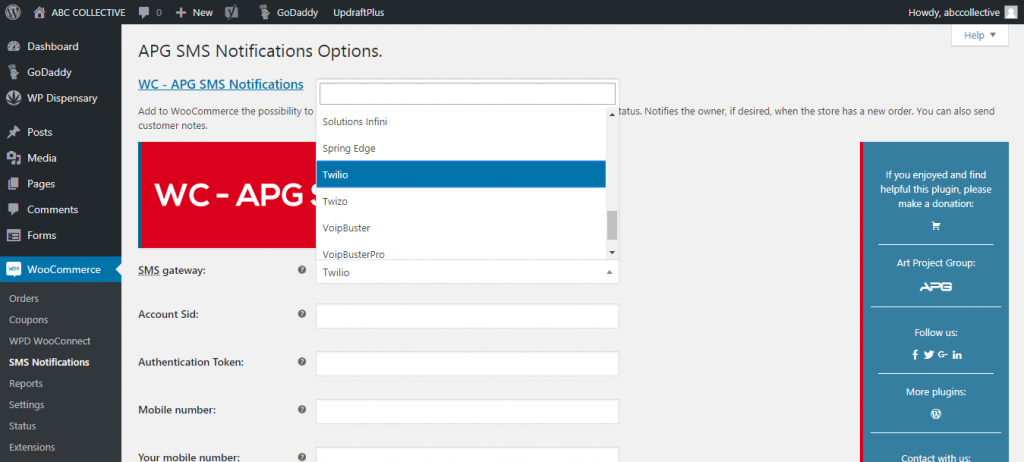 ABC COLLECTIVE 0 New GoDaddy UpdraftPlus Howdy, abccollective
Help
Dashboard
GoDaddy
WP Dispensary
Posts
Media
Pages
Comments
Forms
WooCommerce
Orders
Coupons
WPD WooConnect
SMS Notifications
Reports
Settings
Status
Extensions
APG SMS Notifications Options.
WC - APG SMS Notifications
Add to WooCommerce the possibility to tatus. Notifies the owner, if desired, when the store has a new order. You can also send
customer notes.
WC - APG S
Solutions Infini
Spring Edge
Twilio
Twizo
VoipBuster
VoipBusterPro
SMS gateway: Twilio
Account Sid:
Authentication Token:
Mobile number:
Your mobile number:
If you enjoyed and find
helpful this plugin, please
make a donation:
Art Project Group:
APG
Follow us:
More plugins:
Contact with us: